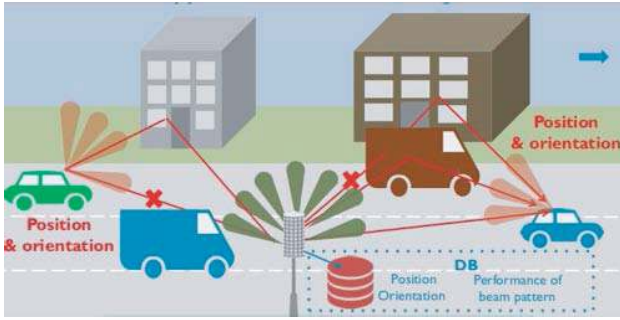 Position
& orientation
Position
& orientation
DB
Position
Orientation
Performance of
beam pattern